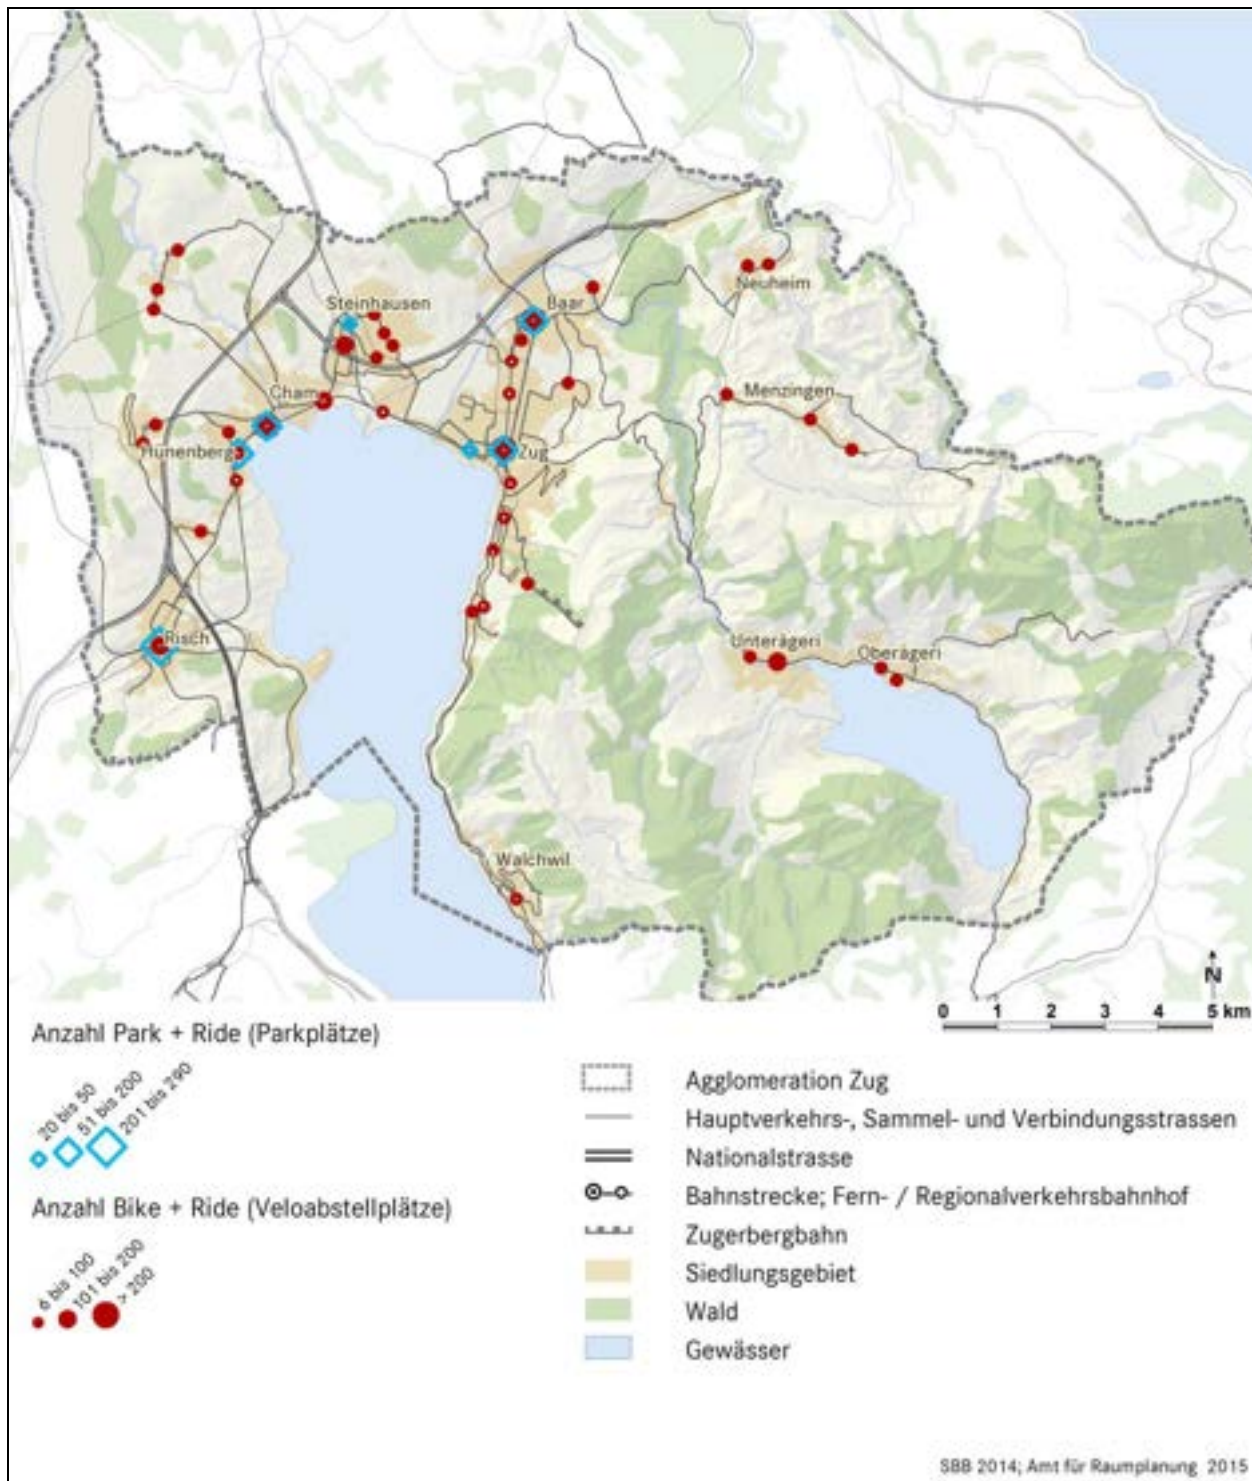 Steinhausen
Baar
Neuheim
Cham
Menzingen
Hünenberg
Zug
Risch
Unterägeri
Oberägeri
Walchwil
N
0 1 2 3 4 5 km
Anzahl Park + Ride (Parkplätze)
20 bis 50
51 bis 200
201 bis 290
Anzahl Bike + Ride (Veloabstellplätze)
6 bis 100
101 bis 200
> 200
Agglomeration Zug
Hauptverkehrs-, Sammel- und Verbindungsstrassen
Nationalstrasse
Bahnstrecke; Fern- / Regionalverkehrsbahnhof
Zugerbergbahn
Siedlungsgebiet
Wald
Gewässer
SBB 2014; Amt für Raumplanung 2015